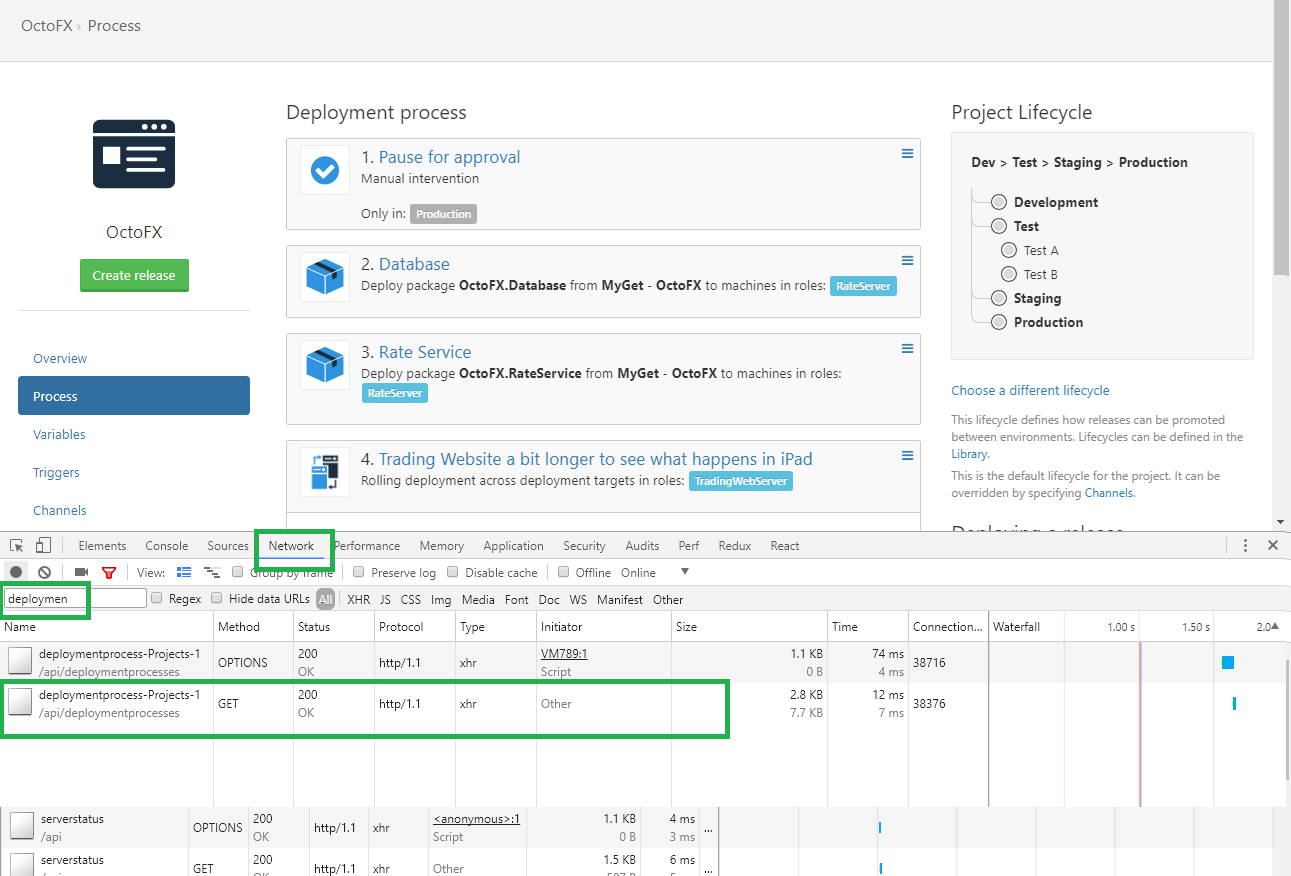 OctoFX › Process
OctoFX
Create release
Overview
Process
Variables
Triggers
Channels
Deployment process
1. Pause for approval
Manual intervention
Only in: Production
2. Database
Deploy package OctoFX.Database from MyGet - OctoFX to machines in roles: RateServer
3. Rate Service
Deploy package OctoFX.RateService from MyGet - OctoFX to machines in roles:
RateServer
4. Trading Website a bit longer to see what happens in iPad
Rolling deployment across deployment targets in roles: TradingWebServer
Project Lifecycle
Dev > Test > Staging > Production
Development
Test
Test A
Test B
Staging
Production
Choose a different lifecycle
This lifecycle defines how releases can be promoted
between environments. Lifecycles can be defined in the
Library.
This is the default lifecycle for the project. It can be
overridden by specifying Channels.
Deploying a release
Elements Console Sources Network Performance Memory Application Security Audits Perf Redux React
View: Group by frame Preserve log Disable cache Offline Online
deploymen Regex Hide data URLs All XHR JS CSS Img Media Font Doc WS Manifest Other
Name Method Status Protocol Type Initiator Size Time Connection... Waterfall 1.00 s 1.50 s 2.0
deploymentprocess-Projects-1 OPTIONS 200 http/1.1 xhr VM789:1 1.1 KB 74 ms 38716
/api/deploymentprocesses OK Script 0 B 4 ms
deploymentprocess-Projects-1 GET 200 http/1.1 xhr Other 2.8 KB 12 ms 38376
/api/deploymentprocesses OK 7.7 KB 7 ms
serverstatus OPTIONS 200 http/1.1 xhr <anonymous>:1 1.1 KB 4 ms ...
/api OK Script 0 B 3 ms
serverstatus GET 200 http/1.1 xhr Other 1.5 KB 6 ms ...